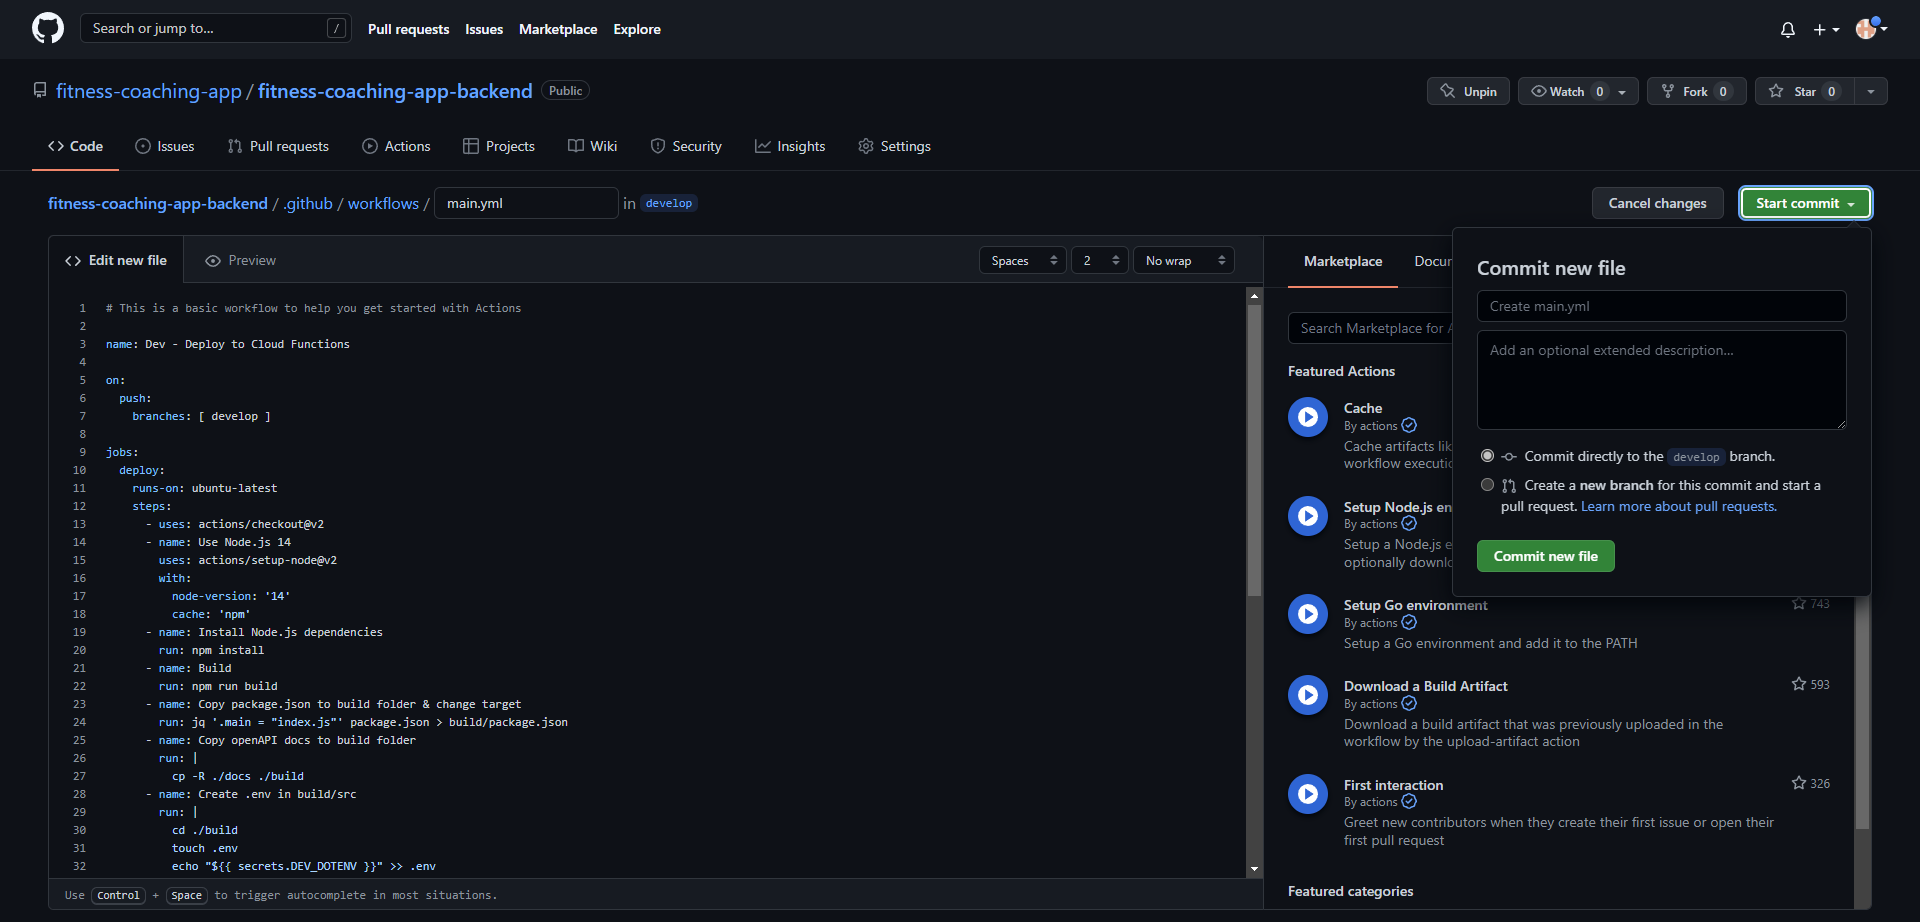 Search or jump to... /
Pull requests Issues Marketplace Explore
fitness-coaching-app / fitness-coaching-app-backend Public
Unpin Watch 0 Fork 0 Star 0
Code Issues Pull requests Actions Projects Wiki Security Insights Settings
fitness-coaching-app-backend / .github / workflows / main.yml in develop
Cancel changes Start commit
Edit new file Preview
Spaces 2 No wrap
1 # This is a basic workflow to help you get started with Actions
2
3 name: Dev - Deploy to Cloud Functions
4
5 on:
6 push:
7 branches: [ develop ]
8
9 jobs:
10 deploy:
11 runs-on: ubuntu-latest
12 steps:
13 - uses: actions/checkout@v2
14 - name: Use Node.js 14
15 uses: actions/setup-node@v2
16 with:
17 node-version: '14'
18 cache: 'npm'
19 - name: Install Node.js dependencies
20 run: npm install
21 - name: Build
22 run: npm run build
23 - name: Copy package.json to build folder & change target
24 run: jq '.main = "index.js"' package.json > build/package.json
25 - name: Copy openAPI docs to build folder
26 run: |
27 cp -R ./docs ./build
28 - name: Create .env in build/src
29 run: |
30 cd ./build
31 touch .env
32 echo "${{ secrets.DEV_DOTENV }}" >> .env
Use Control + Space to trigger autocomplete in most situations.
Marketplace Docu
Search Marketplace for
Featured Actions
Cache
By actions
Cache artifacts lik
workflow executio
Setup Node.js en
By actions
Setup a Node.js e
optionally downlo
Setup Go environment
743
By actions
Setup a Go environment and add it to the PATH
Download a Build Artifact
593
By actions
Download a build artifact that was previously uploaded in the
workflow by the upload-artifact action
First interaction
326
By actions
Greet new contributors when they create their first issue or open their
first pull request
Featured categories
Commit new file
Create main.yml
Add an optional extended description...
Commit directly to the develop branch.
Create a new branch for this commit and start a
pull request. Learn more about pull requests.
Commit new file